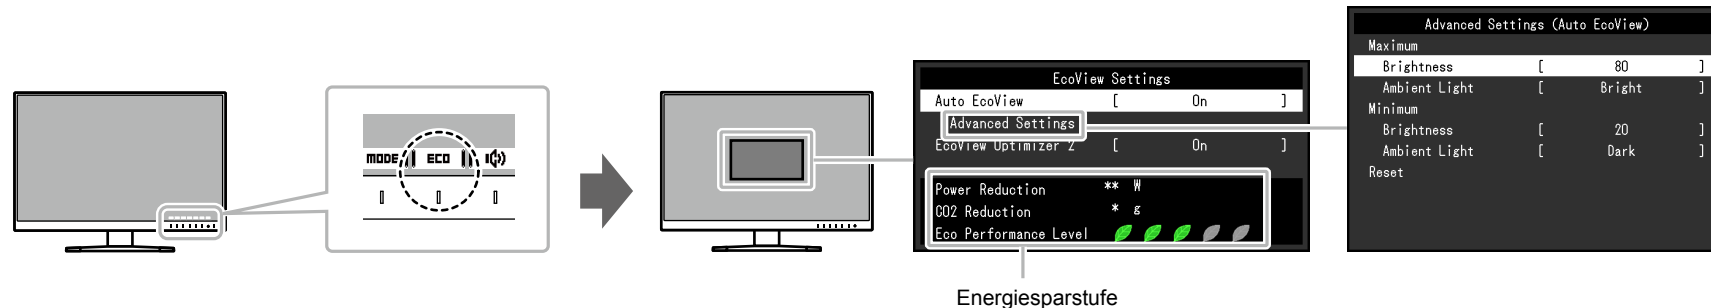 MODE ECO
EcoView Settings
Auto EcoView [ On ]
Advanced Settings
EcoView Optimizer 2 [ On ]
Power Reduction ** W
CO2 Reduction * g
Eco Performance Level
Energiesparstufe
Advanced Settings (Auto EcoView)
Maximum
Brightness [ 80 ]
Ambient Light [ Bright ]
Minimum
Brightness [ 20 ]
Ambient Light [ Dark ]
Reset